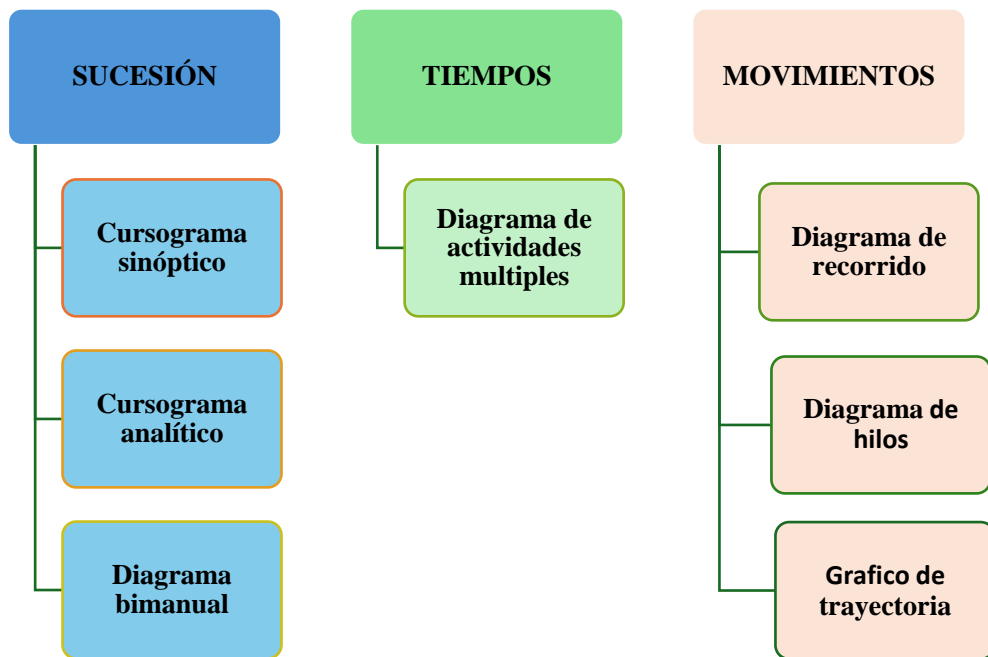 SUCESIÓN
Cursograma
sinóptico
Cursograma
analítico
Diagrama
bimanual
TIEMPOS
Diagrama de
actividades
multiples
MOVIMIENTOS
Diagrama de
recorrido
Diagrama de
hilos
Grafico de
trayectoria